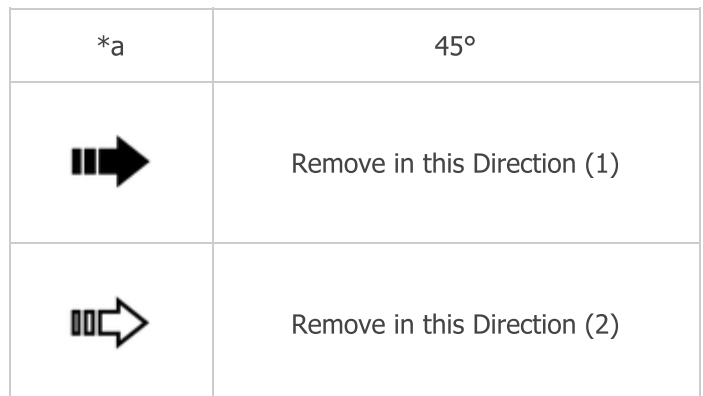 *a
45°
Remove in this Direction (1)
Remove in this Direction (2)